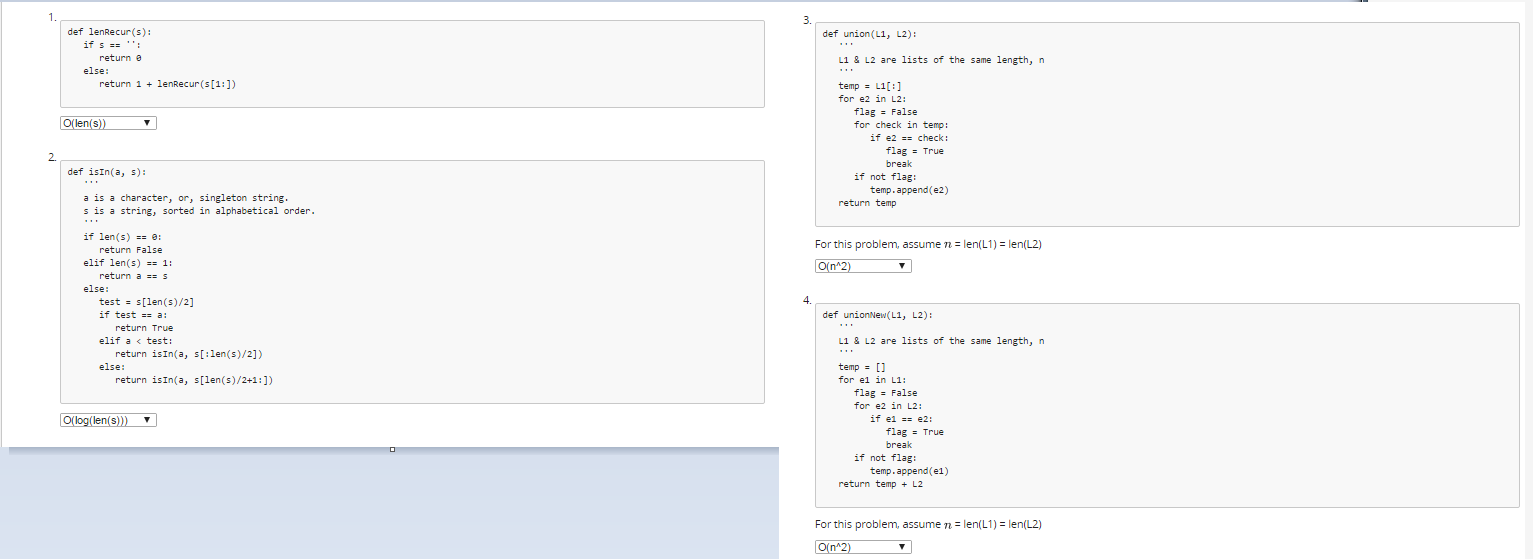 1.
def lenRecur(s):
   if s == '':
      return 0
   else:
      return 1 + lenRecur(s[1:])
O(len(s))
2.
def isIn(a, s):
   '''
   a is a character, or, singleton string.
   s is a string, sorted in alphabetical order.
   '''
   if len(s) == 0:
      return False
   elif len(s) == 1:
      return a == s
   else:
      test = s[len(s)/2]
      if test == a:
         return True
      elif a < test:
         return isIn(a, s[:len(s)/2])
      else:
         return isIn(a, s[len(s)/2+1:])
O(log(len(s)))
3.
def union(L1, L2):
   '''
   L1 & L2 are lists of the same length, n
   '''
   temp = L1[:]
   for e2 in L2:
      flag = False
      for check in temp:
         if e2 == check:
            flag = True
            break
      if not flag:
         temp.append(e2)
   return temp
For this problem, assume n = len(L1) = len(L2)
O(n^2)
4.
def unionNew(L1, L2):
   '''
   L1 & L2 are lists of the same length, n
   '''
   temp = []
   for e1 in L1:
      flag = False
      for e2 in L2:
         if e1 == e2:
            flag = True
            break
      if not flag:
         temp.append(e1)
   return temp + L2
For this problem, assume n = len(L1) = len(L2)
O(n^2)